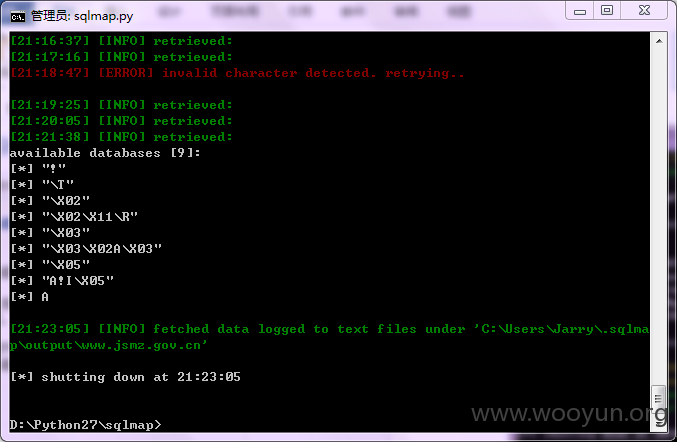 管理员: sqlmap.py
[21:16:37] [INFO] retrieved:
[21:17:16] [INFO] retrieved:
[21:18:47] [ERROR] invalid character detected. retrying..
[21:19:25] [INFO] retrieved:
[21:20:05] [INFO] retrieved:
[21:21:38] [INFO] retrieved:
available databases [9]:
[*] "!"
[*] "\T"
[*] "\X02"
[*] "\X02\X11\R"
[*] "\X03"
[*] "\X03\X02A\X03"
[*] "\X05"
[*] "A!I\X05"
[*] A
[21:23:05] [INFO] fetched data logged to text files under 'C:\Users\Jarry\.sqlma
p\output\www.jsmz.gov.cn'
[*] shutting down at 21:23:05
D:\Python27\sqlmap>
www.wooyun.org